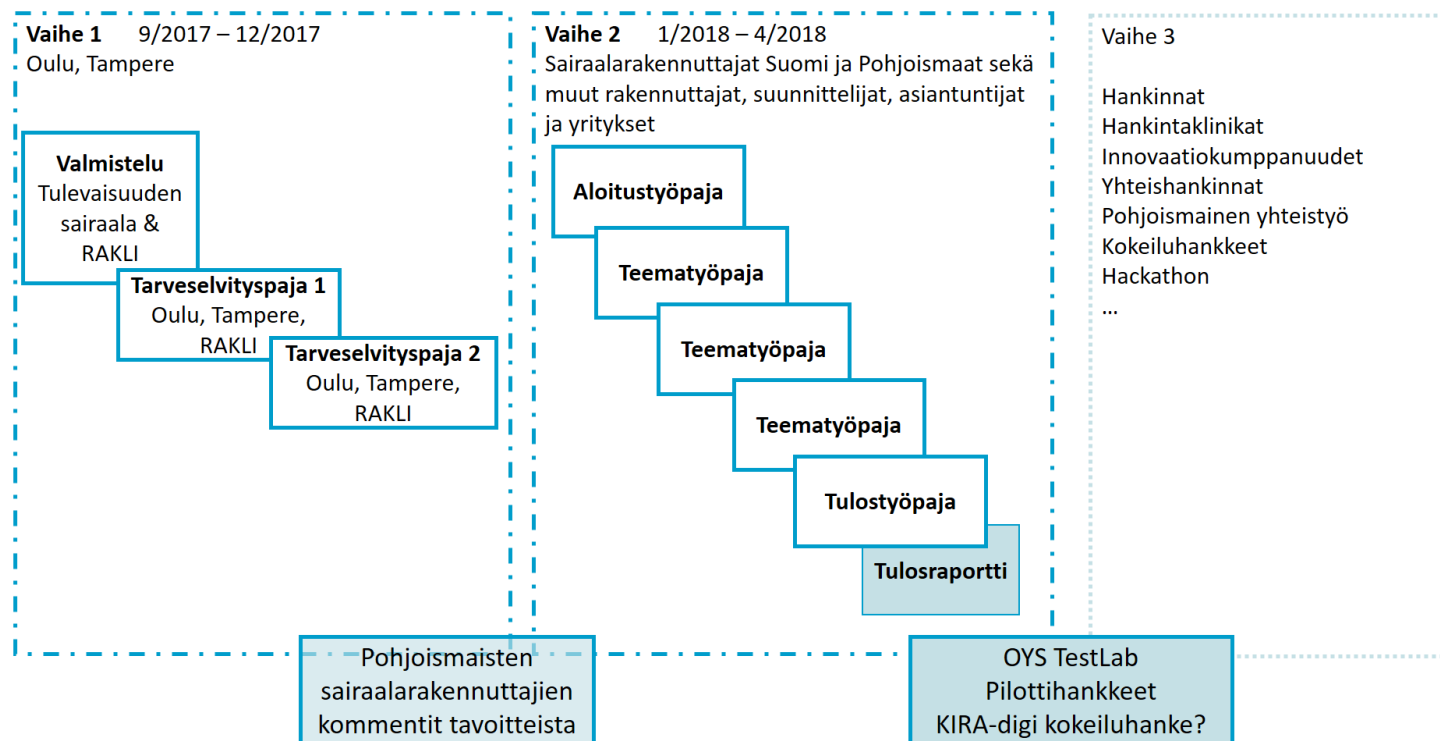 Vaihe 1 9/2017 – 12/2017
Oulu, Tampere
Valmistelu
Tulevaisuuden
sairaala &
RAKLI
Tarveselvityspaja 1
Oulu, Tampere,
RAKLI
Tarveselvityspaja 2
Oulu, Tampere,
RAKLI
Pohjoismaisten
sairaalarakennuttajien
kommentit tavoitteista
Vaihe 2 1/2018 – 4/2018
Sairaalarakennuttajat Suomi ja Pohjoismaat sekä
muut rakennuttajat, suunnittelijat, asiantuntijat
ja yritykset
Aloitustyöpaja
Teematyöpaja
Teematyöpaja
Teematyöpaja
Tulostyöpaja
Tulosraportti
OYS TestLab
Pilottihankkeet
KIRA-digi kokeiluhanke?
Vaihe 3
Hankinnat
Hankintaklinikat
Innovaatiokumppanuudet
Yhteishankinnat
Pohjoismainen yhteistyö
Kokeiluhankkeet
Hackathon
...